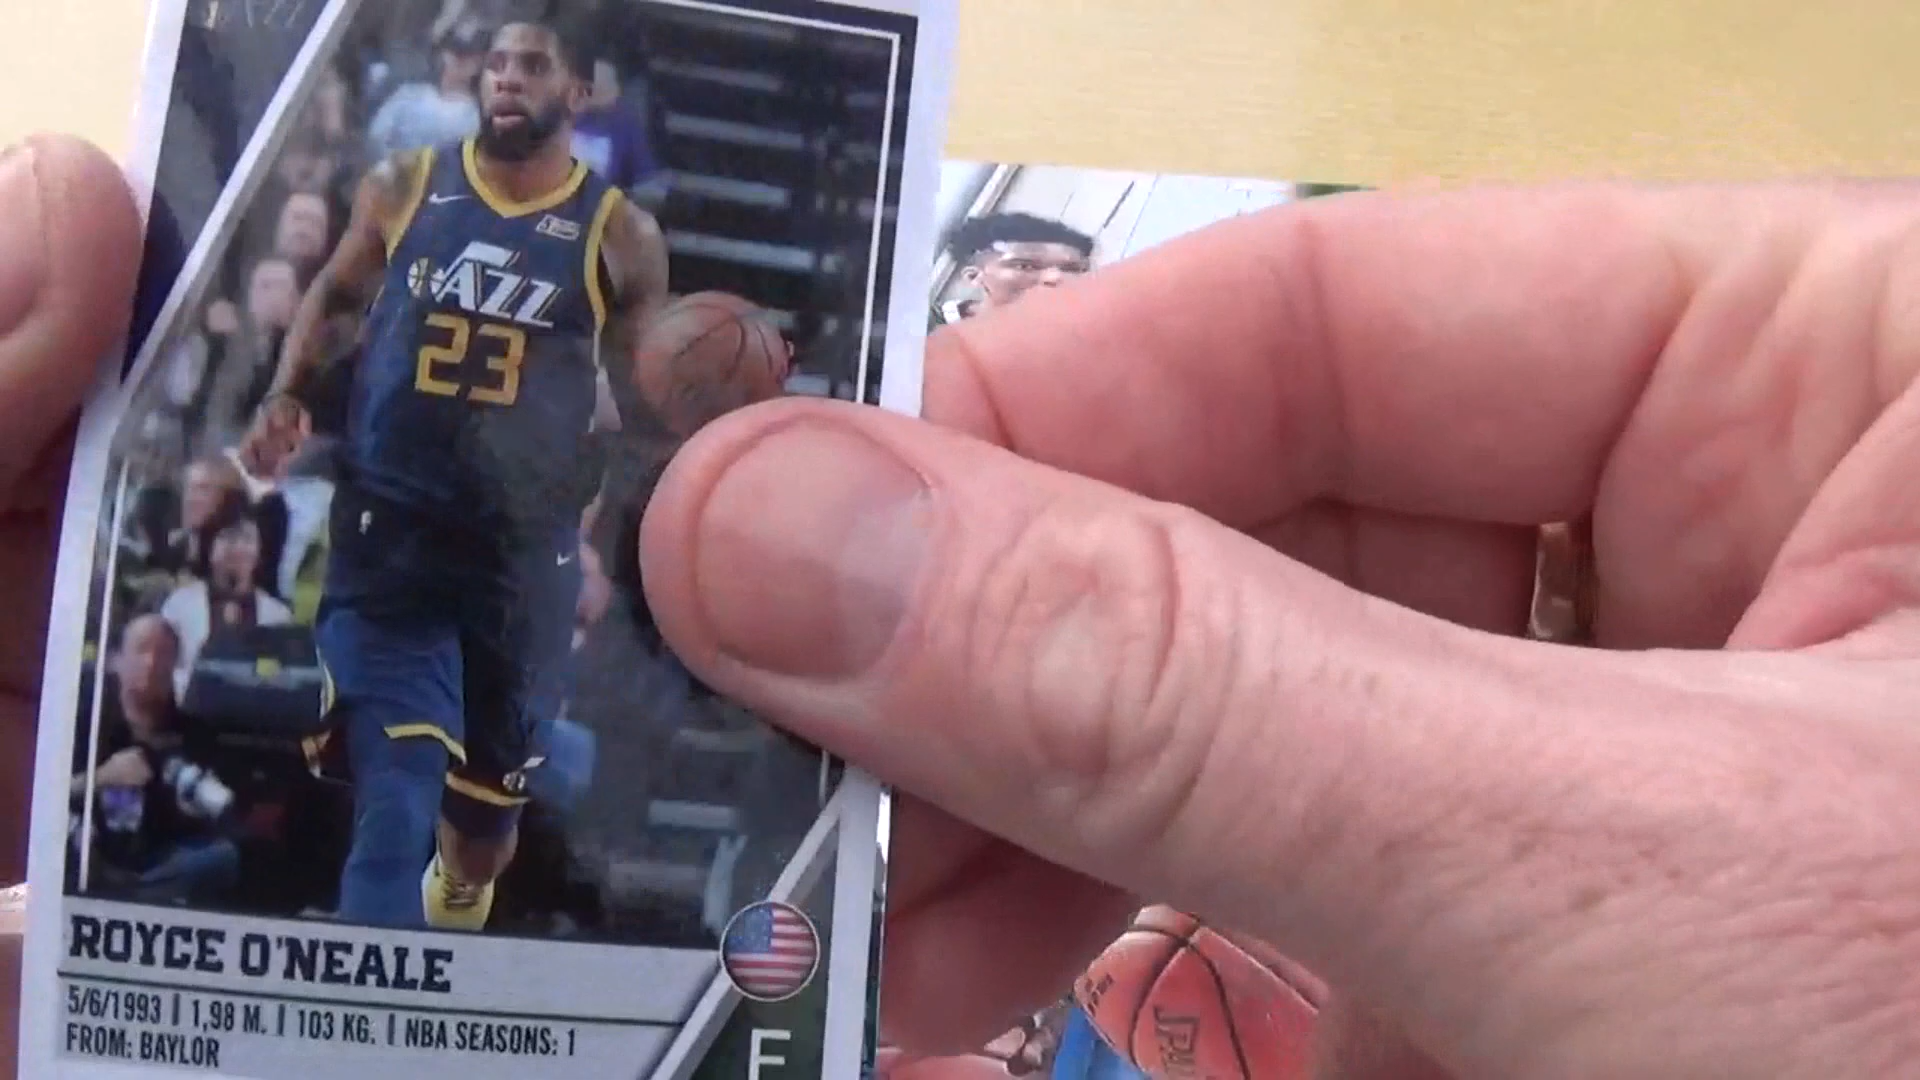 JAZZ
23
ROYCE O'NEALE
5/6/1993 | 1,98 M. | 103 KG. | NBA SEASONS: 1
FROM: BAYLOR
F